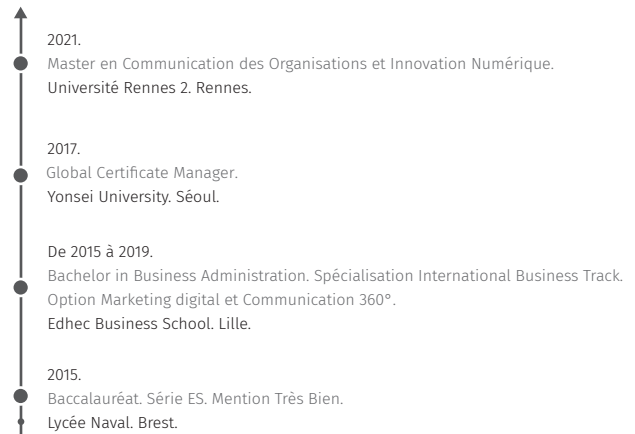 2021.
Master en Communication des Organisations et Innovation Numérique.
Université Rennes 2. Rennes.
2017.
Global Certificate Manager.
Yonsei University. Séoul.
De 2015 à 2019.
Bachelor in Business Administration. Spécialisation International Business Track.
Option Marketing digital et Communication 360°.
Edhec Business School. Lille.
2015.
Baccalauréat. Série ES. Mention Très Bien.
Lycée Naval. Brest.